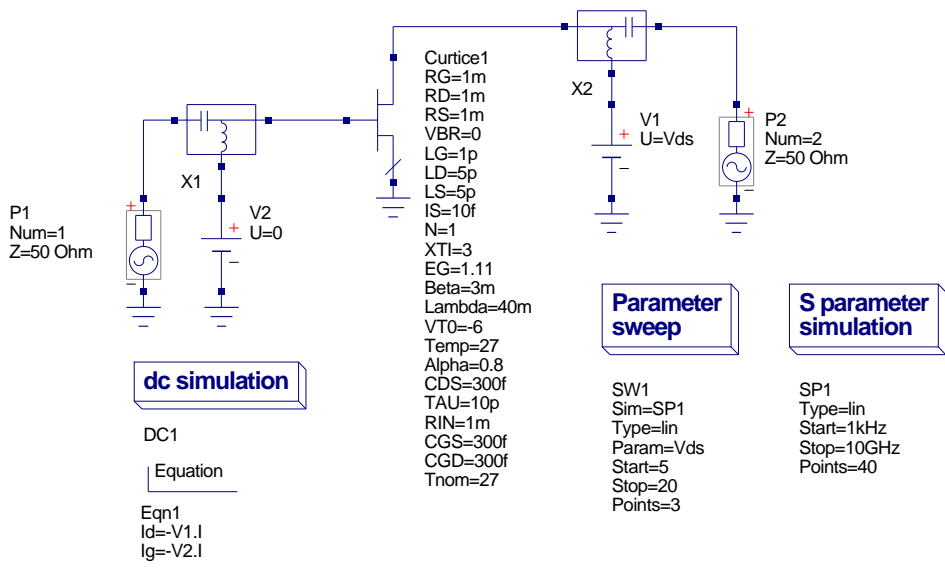 Curtice1
RG=1m
RD=1m
RS=1m
VBR=0
LG=1p
LD=5p
LS=5p
IS=10f
N=1
XTI=3
EG=1.11
Beta=3m
Lambda=40m
VT0=-6
Temp=27
Alpha=0.8
CDS=300f
TAU=10p
RIN=1m
CGS=300f
CGD=300f
Tnom=27
X2
V1
U=Vds
P2
Num=2
Z=50 Ohm
X1
P1
Num=1
Z=50 Ohm
V2
U=0
dc simulation
DC1
Equation
Eqn1
Id=-V1.I
Ig=-V2.I
Parameter
sweep
SW1
Sim=SP1
Type=lin
Param=Vds
Start=5
Stop=20
Points=3
S parameter
simulation
SP1
Type=lin
Start=1kHz
Stop=10GHz
Points=40